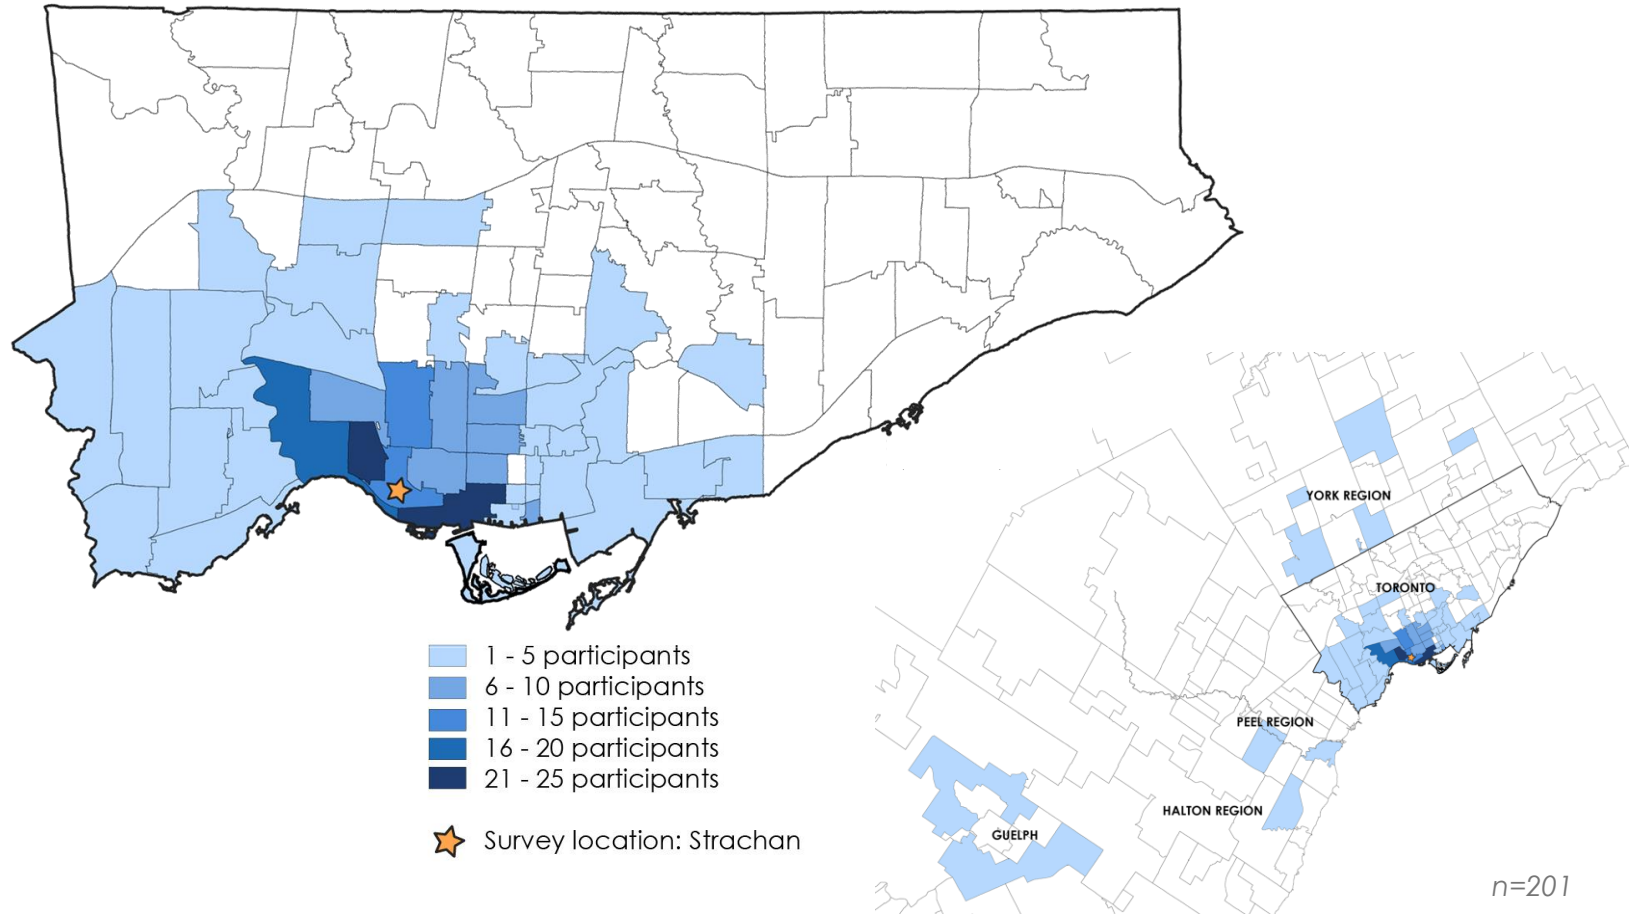 1 - 5 participants
6 - 10 participants
11 - 15 participants
16 - 20 participants
21 - 25 participants
Survey location: Strachan
YORK REGION
TORONTO
PEEL REGION
HALTON REGION
GUELPH
n=201